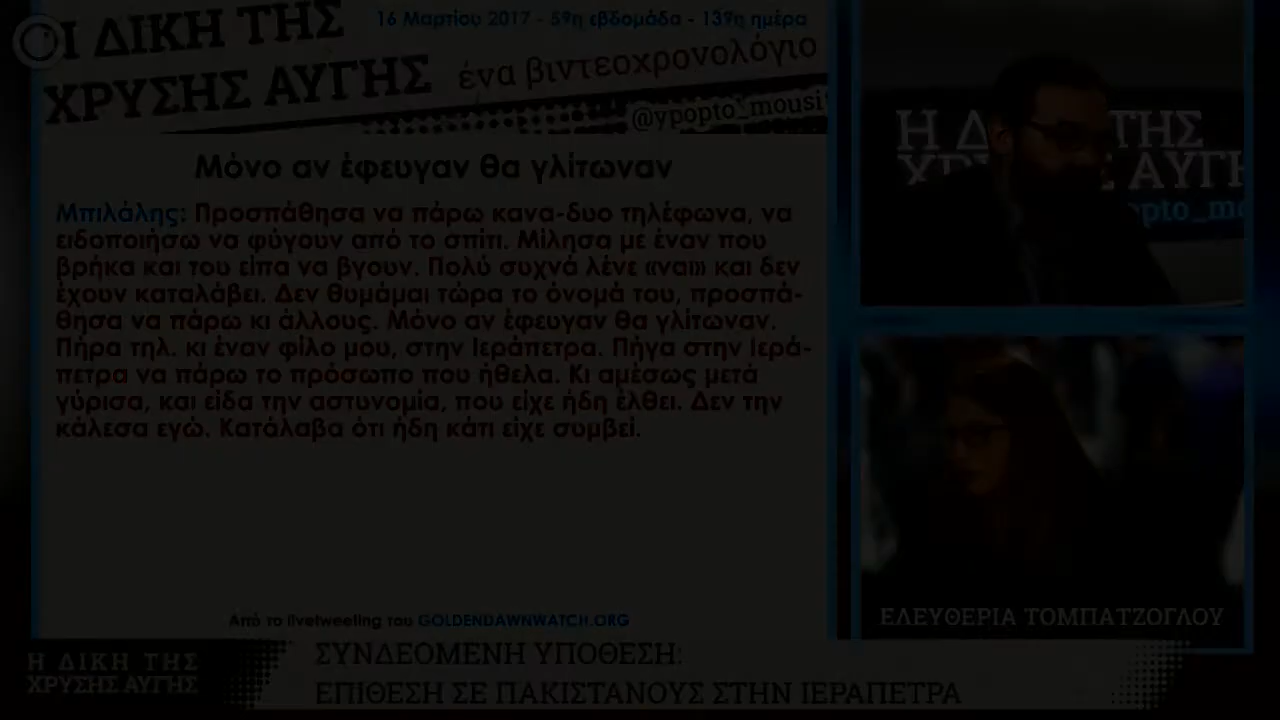 16 Μαρτίου 2017 - 59η εβδομάδα - 139η ημέρα
Ι ΔΙΚΗ ΤΗΣ
ΧΡΥΣΗΣ ΑΥΓΗΣ
ένα βιντεοχρονολόγιο
@ypopto_mousi
Μόνο αν έφευγαν θα γλίτωναν
Μπιλάλης: Προσπάθησα να πάρω κανα-δυο τηλέφωνα, να
ειδοποιήσω να φύγουν από το σπίτι. Μίλησα με έναν που
βρήκα και του είπα να βγουν. Πολύ συχνά λένε «ναι» και δεν
έχουν καταλάβει. Δεν θυμάμαι τώρα το όνομά του, προσπά-
θησα να πάρω κι άλλους. Μόνο αν έφευγαν θα γλίτωναν.
Πήρα τηλ. κι έναν φίλο μου, στην Ιεράπετρα. Πήγα στην Ιερά-
πετρα να πάρω το πρόσωπο που ήθελα. Κι αμέσως μετά
γύρισα, και είδα την αστυνομία, που είχε ήδη έλθει. Δεν την
κάλεσα εγώ. Κατάλαβα ότι ήδη κάτι είχε συμβεί.
Από το livetweeting του GOLDENDAWNWATCH.ORG
Η Δ ΤΗΣ
ΧΡ Σ ΑΥΓΗ
opto_mo
ΕΛΕΥΘΕΡΙΑ ΤΟΜΠΑΤΖΟΓΛΟΥ
Η ΔΙΚΗ ΤΗΣ
ΧΡΥΣΗΣ ΑΥΓΗΣ
ΣΥΝΔΕΟΜΕΝΗ ΥΠΟΘΕΣΗ:
ΕΠΙΘΕΣΗ ΣΕ ΠΑΚΙΣΤΑΝΟΥΣ ΣΤΗΝ ΙΕΡΑΠΕΤΡΑ